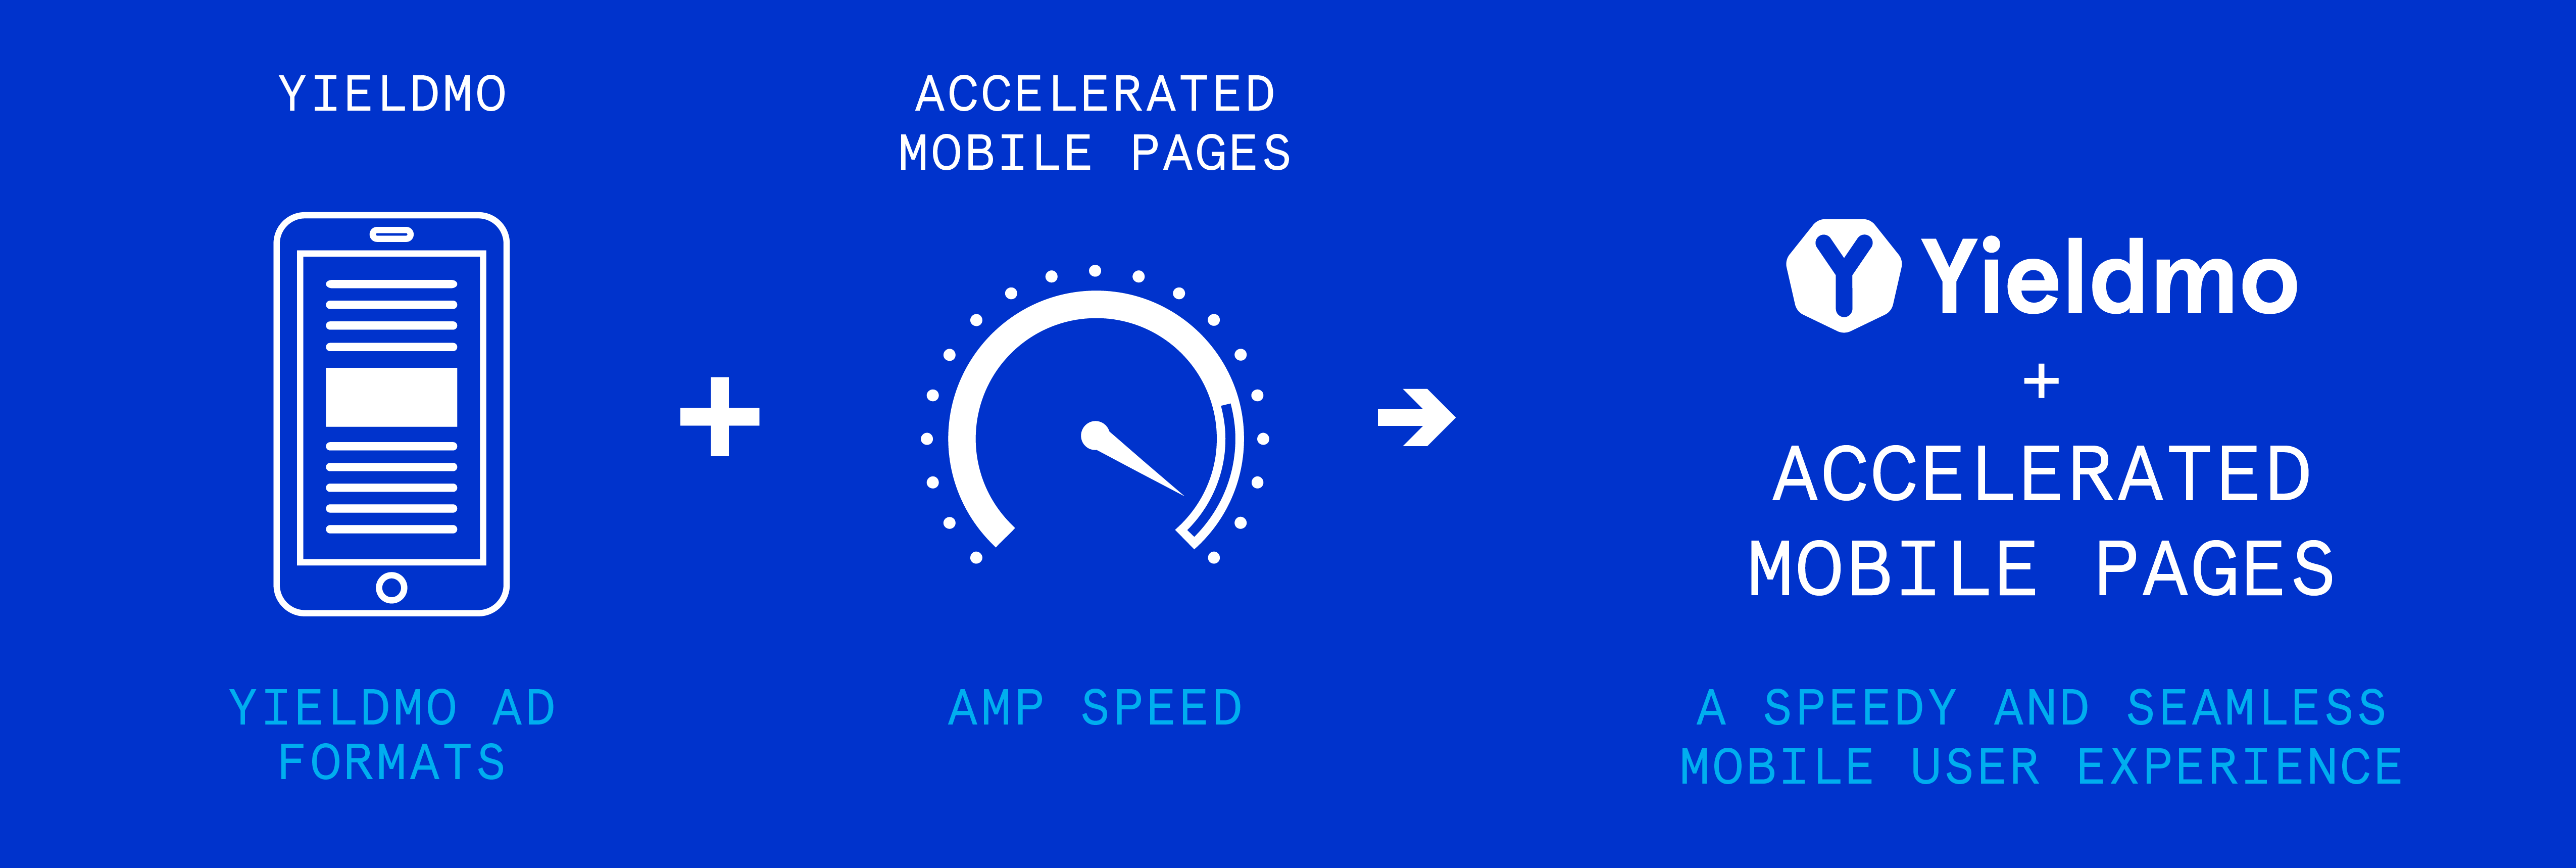 YIELDMO
YIELDMO AD
FORMATS
+
ACCELERATED
MOBILE PAGES
AMP SPEED
Yieldmo
+
ACCELERATED
MOBILE PAGES
A SPEEDY AND SEAMLESS
MOBILE USER EXPERIENCE